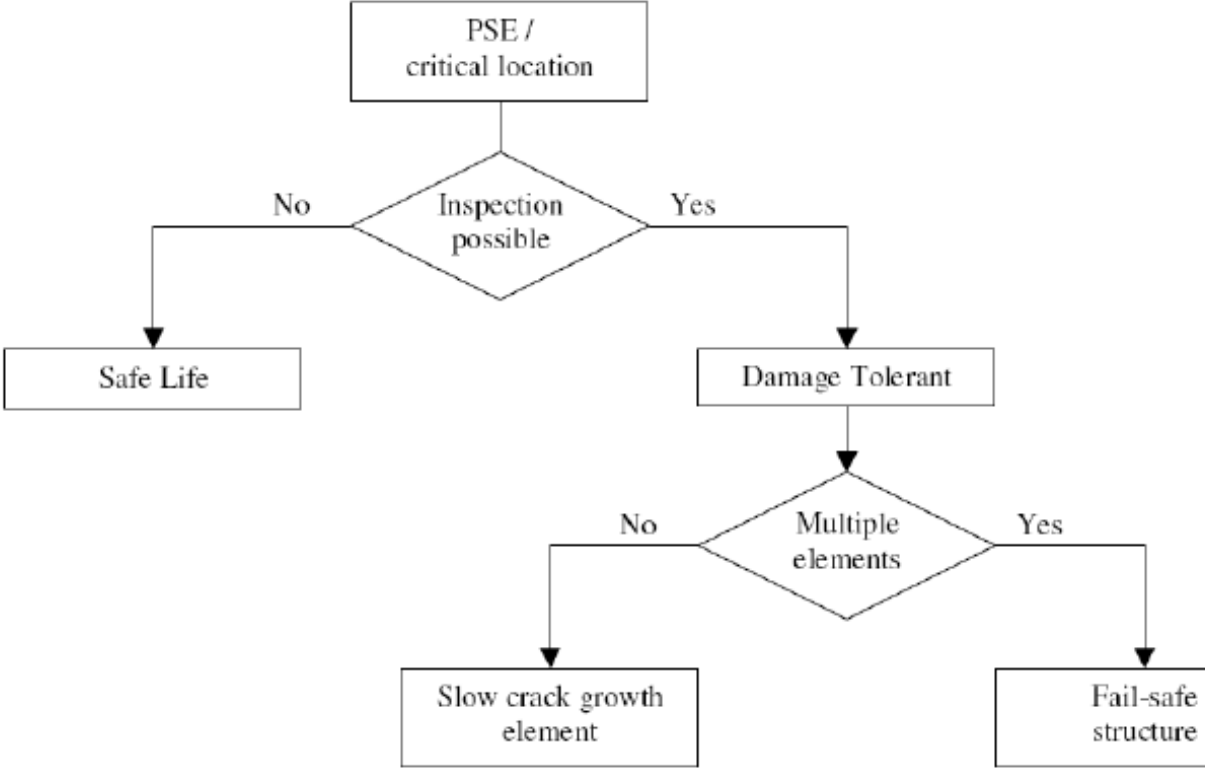 PSE /
critical location
No
Inspection
possible
Yes
Safe Life
Damage Tolerant
No
Multiple
elements
Yes
Slow crack growth
element
Fail-safe
structure